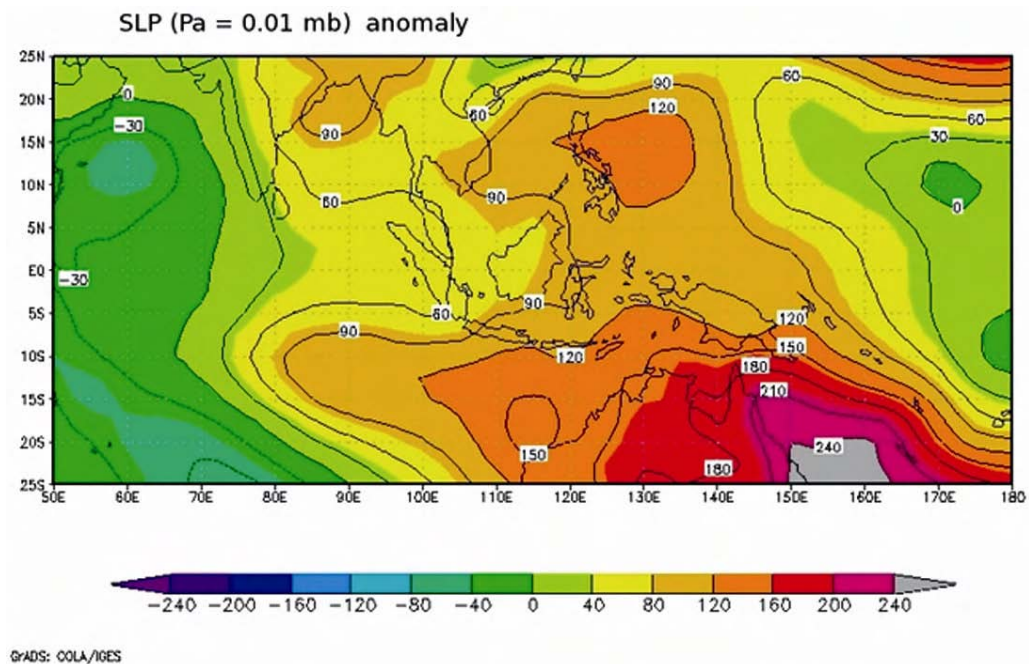 SLP (Pa = 0.01 mb) anomaly
25N
20N
15N
10N
5N
EQ
5S
10S
15S
20S
25S
0
-30
-30
90
60
60
90
60
90
90
120
90
120
60
60
30
0
120
150
180
210
240
150
180
50E 60E 70E 80E 90E 100E 110E 120E 130E 140E 150E 160E 170E 180
-240 -200 -160 -120 -80 -40 0 40 80 120 160 200 240
GrADS: COLA/IGES